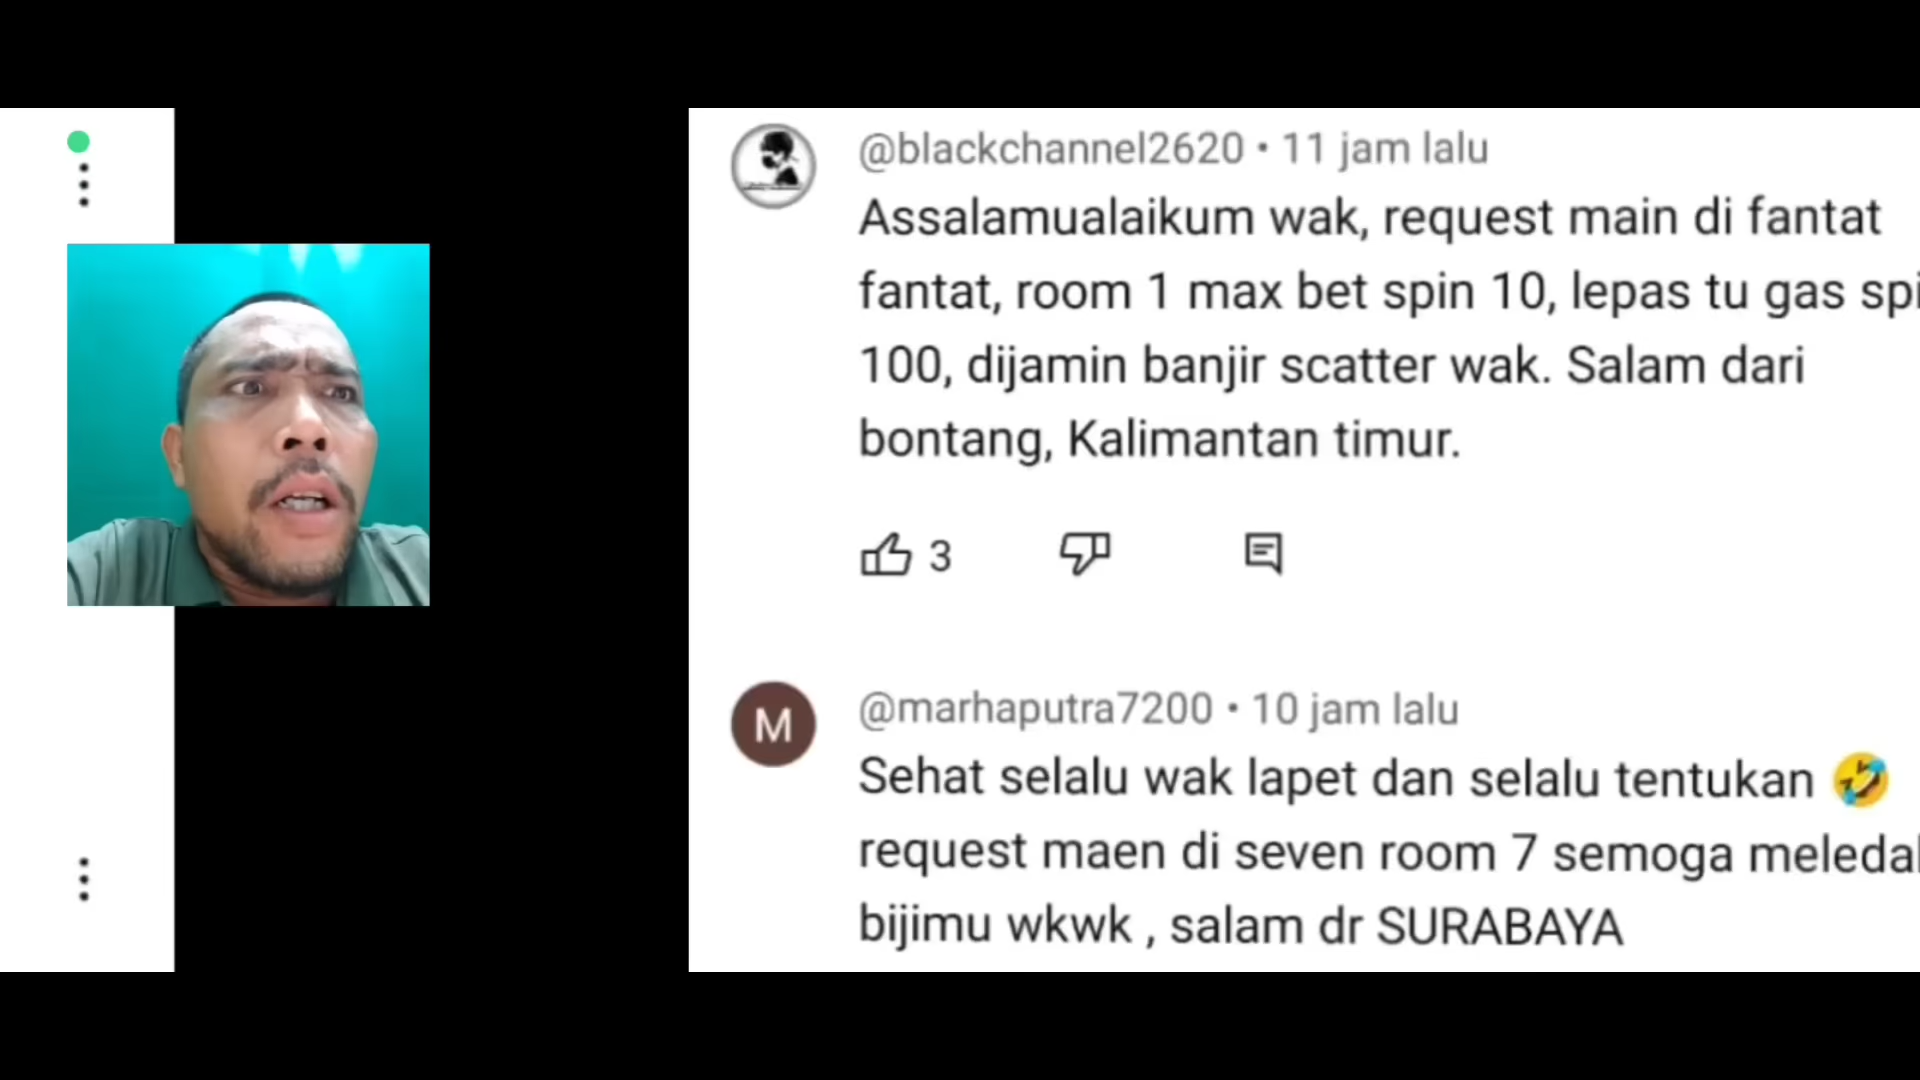 @blackchannel2620 • 11 jam lalu
Assalamualaikum wak, request main di fantat
fantat, room 1 max bet spin 10, lepas tu gas spi
100, dijamin banjir scatter wak. Salam dari
bontang, Kalimantan timur.
3
M
@marhaputra7200 • 10 jam lalu
Sehat selalu wak lapet dan selalu tentukan 🤣
request maen di seven room 7 semoga meledak
bijimu wkwk , salam dr SURABAYA